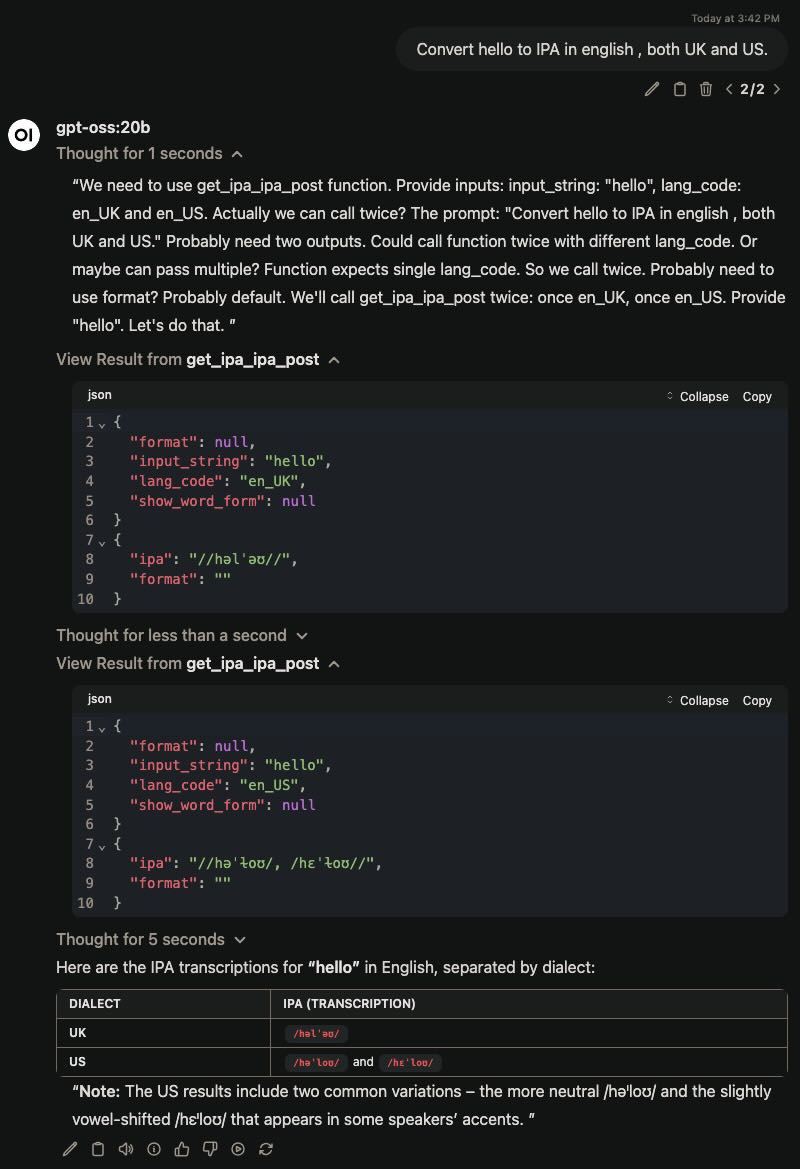 Today at 3:42 PM
Convert hello to IPA in english , both UK and US.
2/2
OI
gpt-oss:20b
Thought for 1 seconds
“We need to use get_ipa_ipa_post function. Provide inputs: input_string: "hello", lang_code:
en_UK and en_US. Actually we can call twice? The prompt: "Convert hello to IPA in english , both
UK and US." Probably need two outputs. Could call function twice with different lang_code. Or
maybe can pass multiple? Function expects single lang_code. So we call twice. Probably need to
use format? Probably default. We'll call get_ipa_ipa_post twice: once en_UK, once en_US. Provide
"hello". Let's do that. ”
View Result from get_ipa_ipa_post
json
Collapse Copy
1 {
2 "format": null,
3 "input_string": "hello",
4 "lang_code": "en_UK",
5 "show_word_form": null
6 }
7 {
8 "ipa": "//həlˈəʊ//",
9 "format": ""
10 }
Thought for less than a second
View Result from get_ipa_ipa_post
json
Collapse Copy
1 {
2 "format": null,
3 "input_string": "hello",
4 "lang_code": "en_US",
5 "show_word_form": null
6 }
7 {
8 "ipa": "//həˈɫoʊ/, /hɛˈɫoʊ//",
9 "format": ""
10 }
Thought for 5 seconds
Here are the IPA transcriptions for “hello” in English, separated by dialect:
DIALECT IPA (TRANSCRIPTION)
UK /həlˈəʊ/
US /həˈloʊ/ and /hɛˈloʊ/
“Note: The US results include two common variations – the more neutral /həˈloʊ/ and the slightly
vowel-shifted /hɛˈloʊ/ that appears in some speakers’ accents. ”